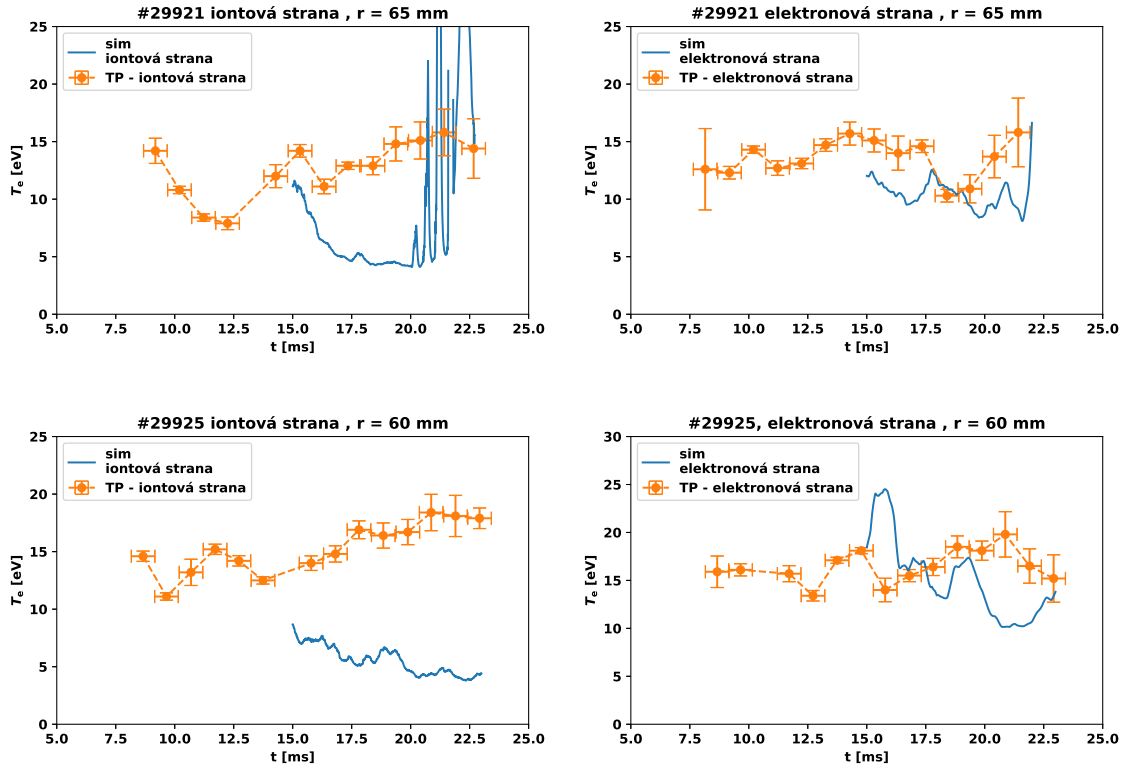 #29921 iontová strana , r = 65 mm
sim
iontová strana
TP - iontová strana
25
20
15
10
5
0
Te [eV]
5.0 7.5 10.0 12.5 15.0 17.5 20.0 22.5 25.0
t [ms]
#29921 elektronová strana , r = 65 mm
sim
elektronová strana
TP - elektronová strana
25
20
15
10
5
0
Te [eV]
5.0 7.5 10.0 12.5 15.0 17.5 20.0 22.5 25.0
t [ms]
#29925 iontová strana , r = 60 mm
sim
iontová strana
TP - iontová strana
25
20
15
10
5
0
Te [eV]
5.0 7.5 10.0 12.5 15.0 17.5 20.0 22.5 25.0
t [ms]
#29925, elektronová strana , r = 60 mm
sim
elektronová strana
TP - elektronová strana
30
25
20
15
10
5
0
Te [eV]
5.0 7.5 10.0 12.5 15.0 17.5 20.0 22.5 25.0
t [ms]